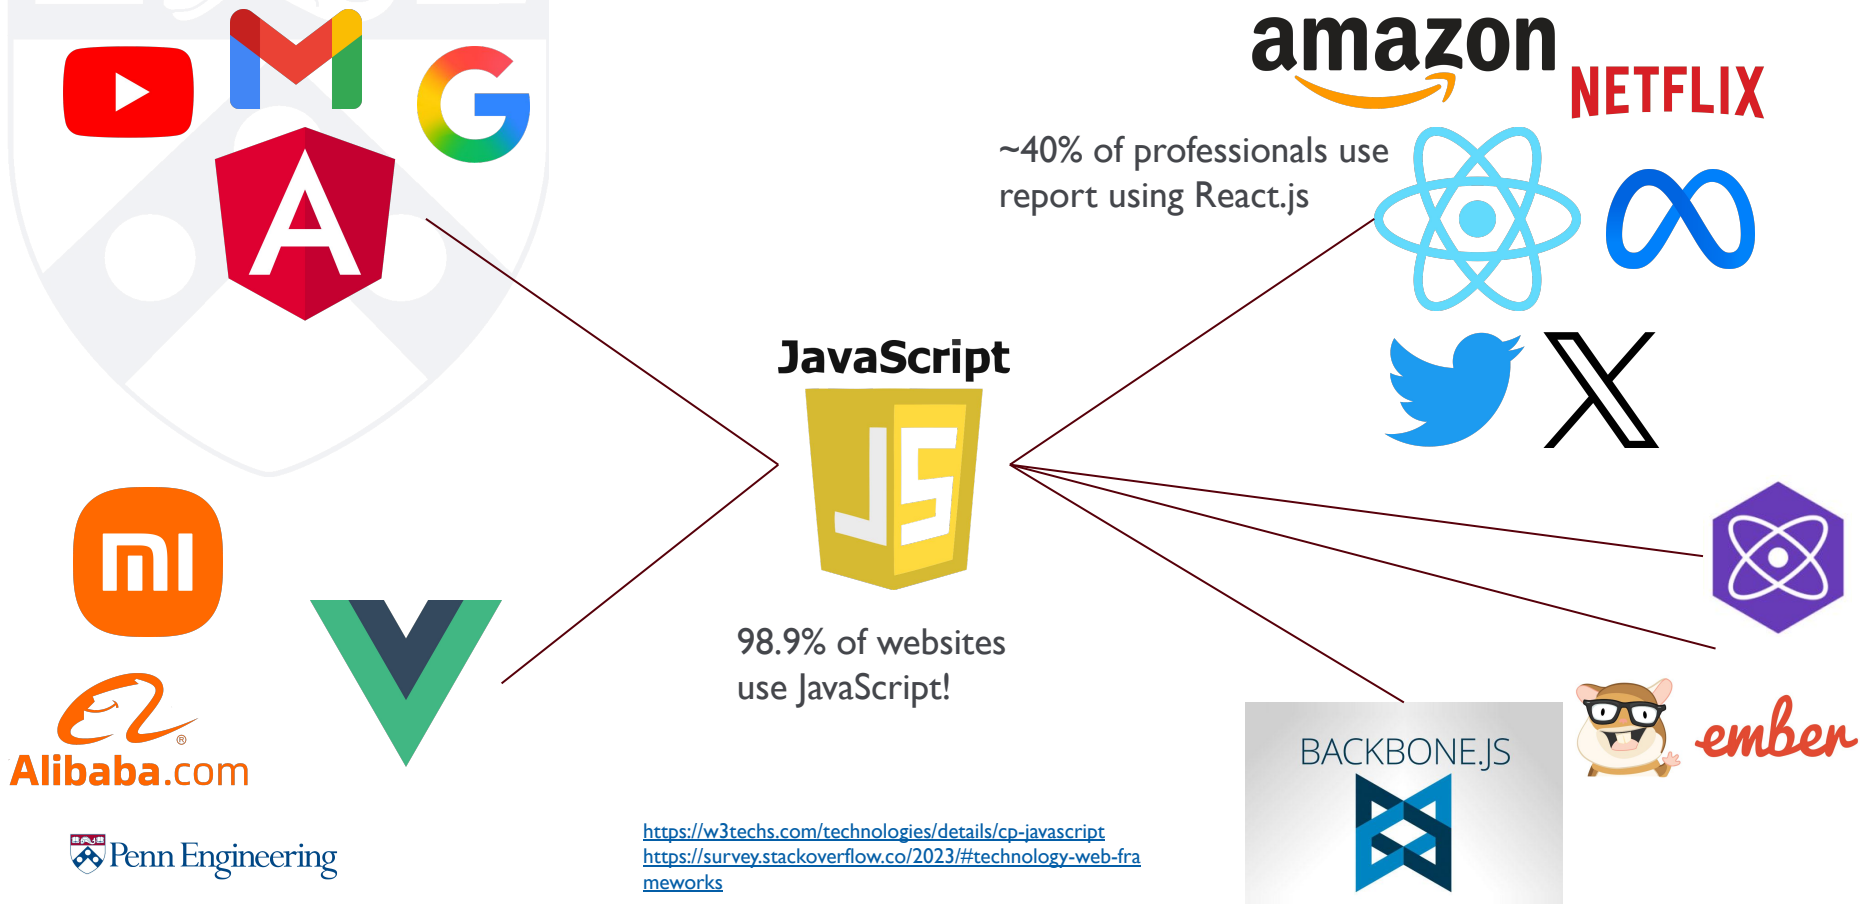 amazon
NETFLIX
~40% of professionals use
report using React.js
A
JavaScript
JS
mi
98.9% of websites
use JavaScript!
Alibaba.com
®
BACKBONE.JS
ember
Penn Engineering
https://w3techs.com/technologies/details/cp-javascript
https://survey.stackoverflow.co/2023/#technology-web-fra
meworks